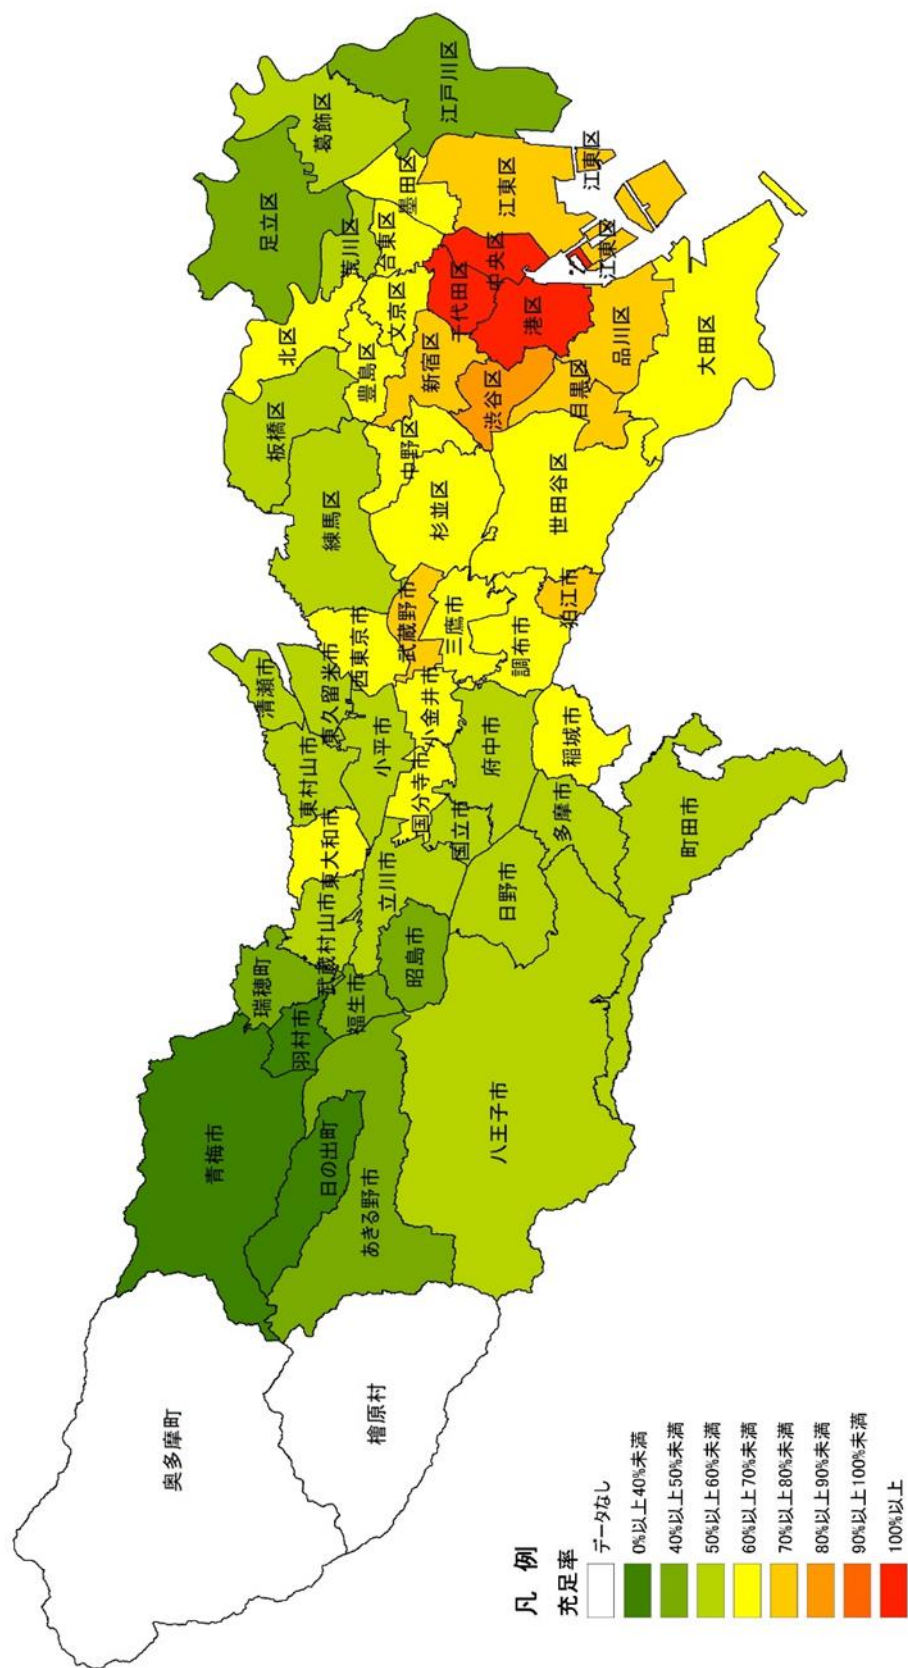 奥多摩町
檜原村
青梅市
日の出町
あきる野市
八王子市
羽村市
瑞穂町
福生市
武蔵村山市
昭島市
立川市
東大和市
東村山市
清瀬市
東久留米市
小平市
国分寺市
国立市
日野市
多摩市
町田市
稲城市
府中市
小金井市
西東京市
武蔵野市
三鷹市
調布市
狛江市
練馬区
板橋区
北区
足立区
葛飾区
江戸川区
荒川区
台東区
墨田区
豊島区
文京区
中野区
杉並区
新宿区
千代田区
中央区
江東区
江東区
江東区
港区
渋谷区
目黒区
品川区
世田谷区
大田区
凡 例
充足率
データなし
0%以上40%未満
40%以上50%未満
50%以上60%未満
60%以上70%未満
70%以上80%未満
80%以上90%未満
90%以上100%未満
100%以上